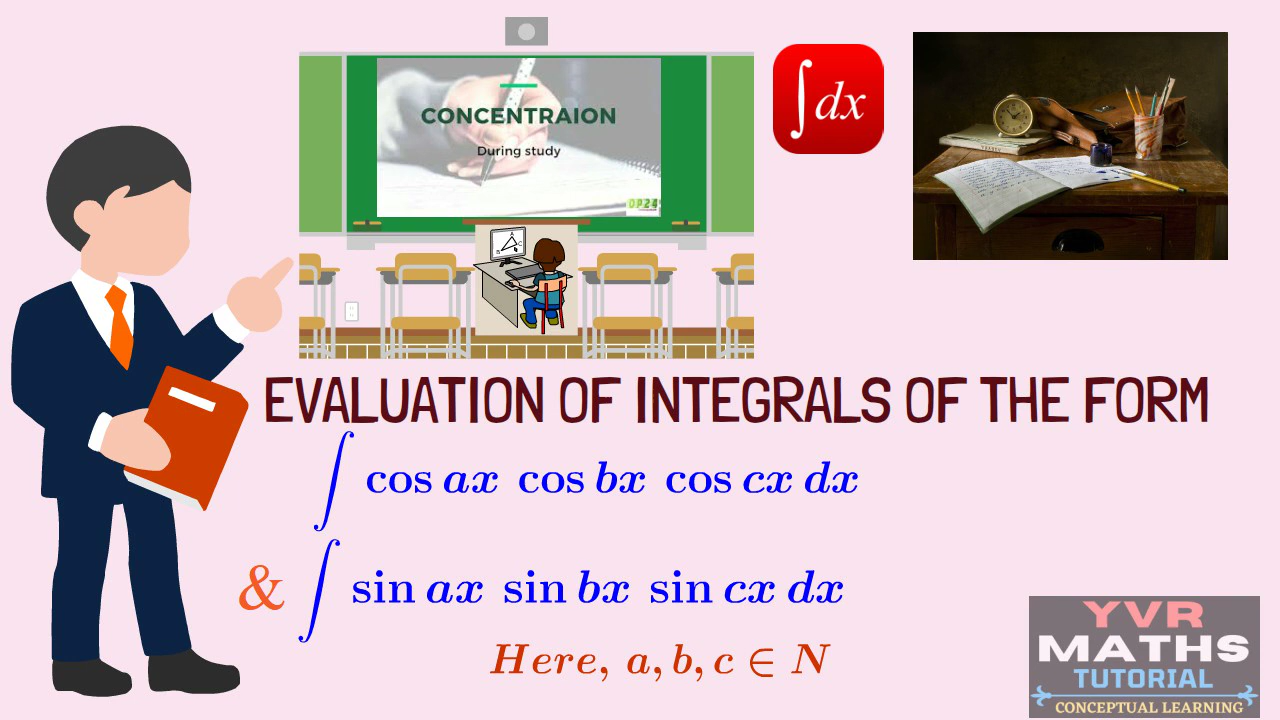 CONCENTRAION
During study
OP24
∫dx
EVALUATION OF INTEGRALS OF THE FORM
∫ cos ax cos bx cos cx dx
& ∫ sin ax sin bx sin cx dx
Here, a, b, c ∈ N
YVR
MATHS
TUTORIAL
CONCEPTUAL LEARNING